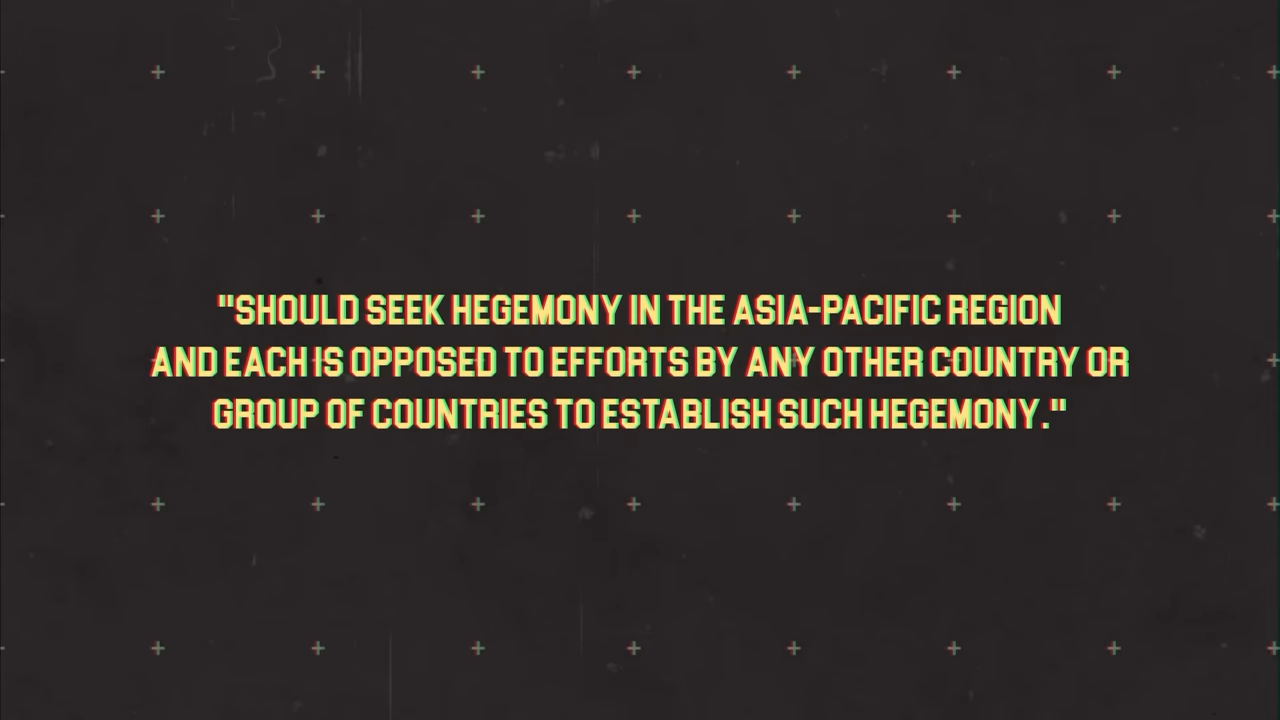 "SHOULD SEEK HEGEMONY IN THE ASIA-PACIFIC REGION
AND EACH IS OPPOSED TO EFFORTS BY ANY OTHER COUNTRY OR
GROUP OF COUNTRIES TO ESTABLISH SUCH HEGEMONY."